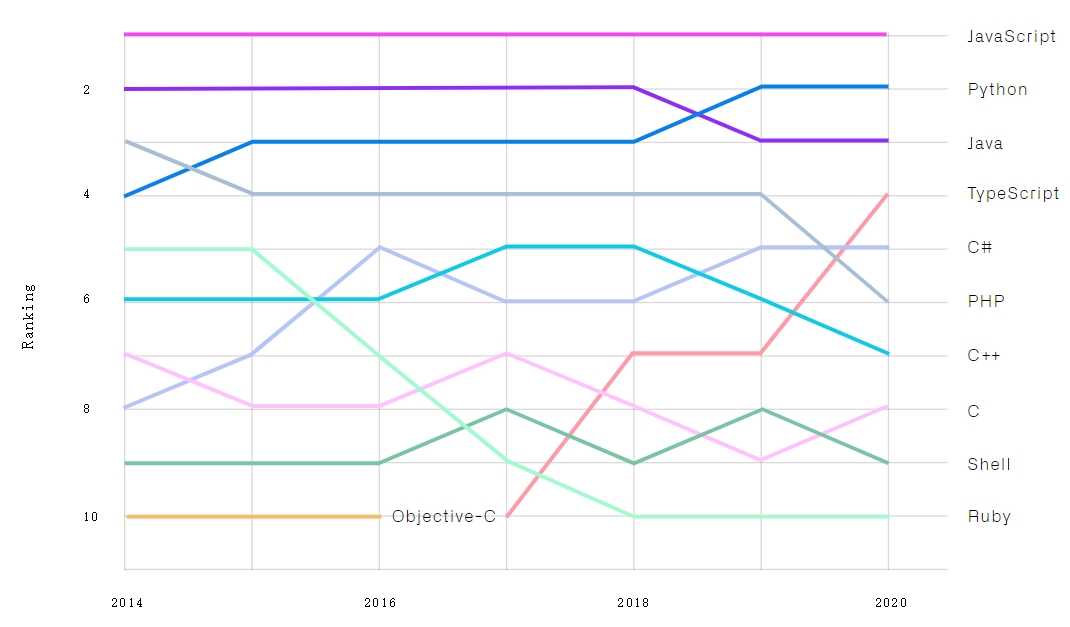 JavaScript
2
Python
Java
4
TypeScript
C#
Ranking
6
PHP
C++
8
C
Shell
10
Objective-C
Ruby
2014
2016
2018
2020